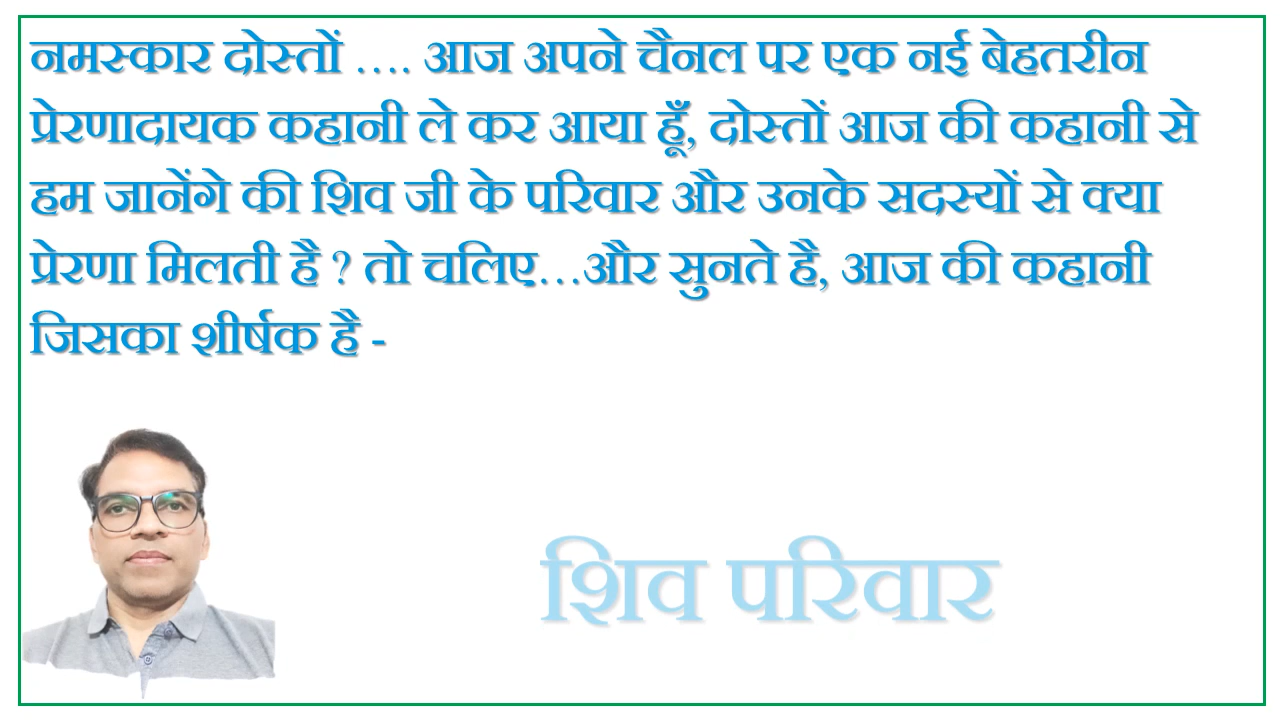 नमस्कार दोस्तों .... आज अपने चैनल पर एक नई बेहतरीन
प्रेरणादायक कहानी ले कर आया हूँ, दोस्तों आज की कहानी से
हम जानेंगे की शिव जी के परिवार और उनके सदस्यों से क्या
प्रेरणा मिलती है ? तो चलिए...और सुनते है, आज की कहानी
जिसका शीर्षक है -
शिव परिवार